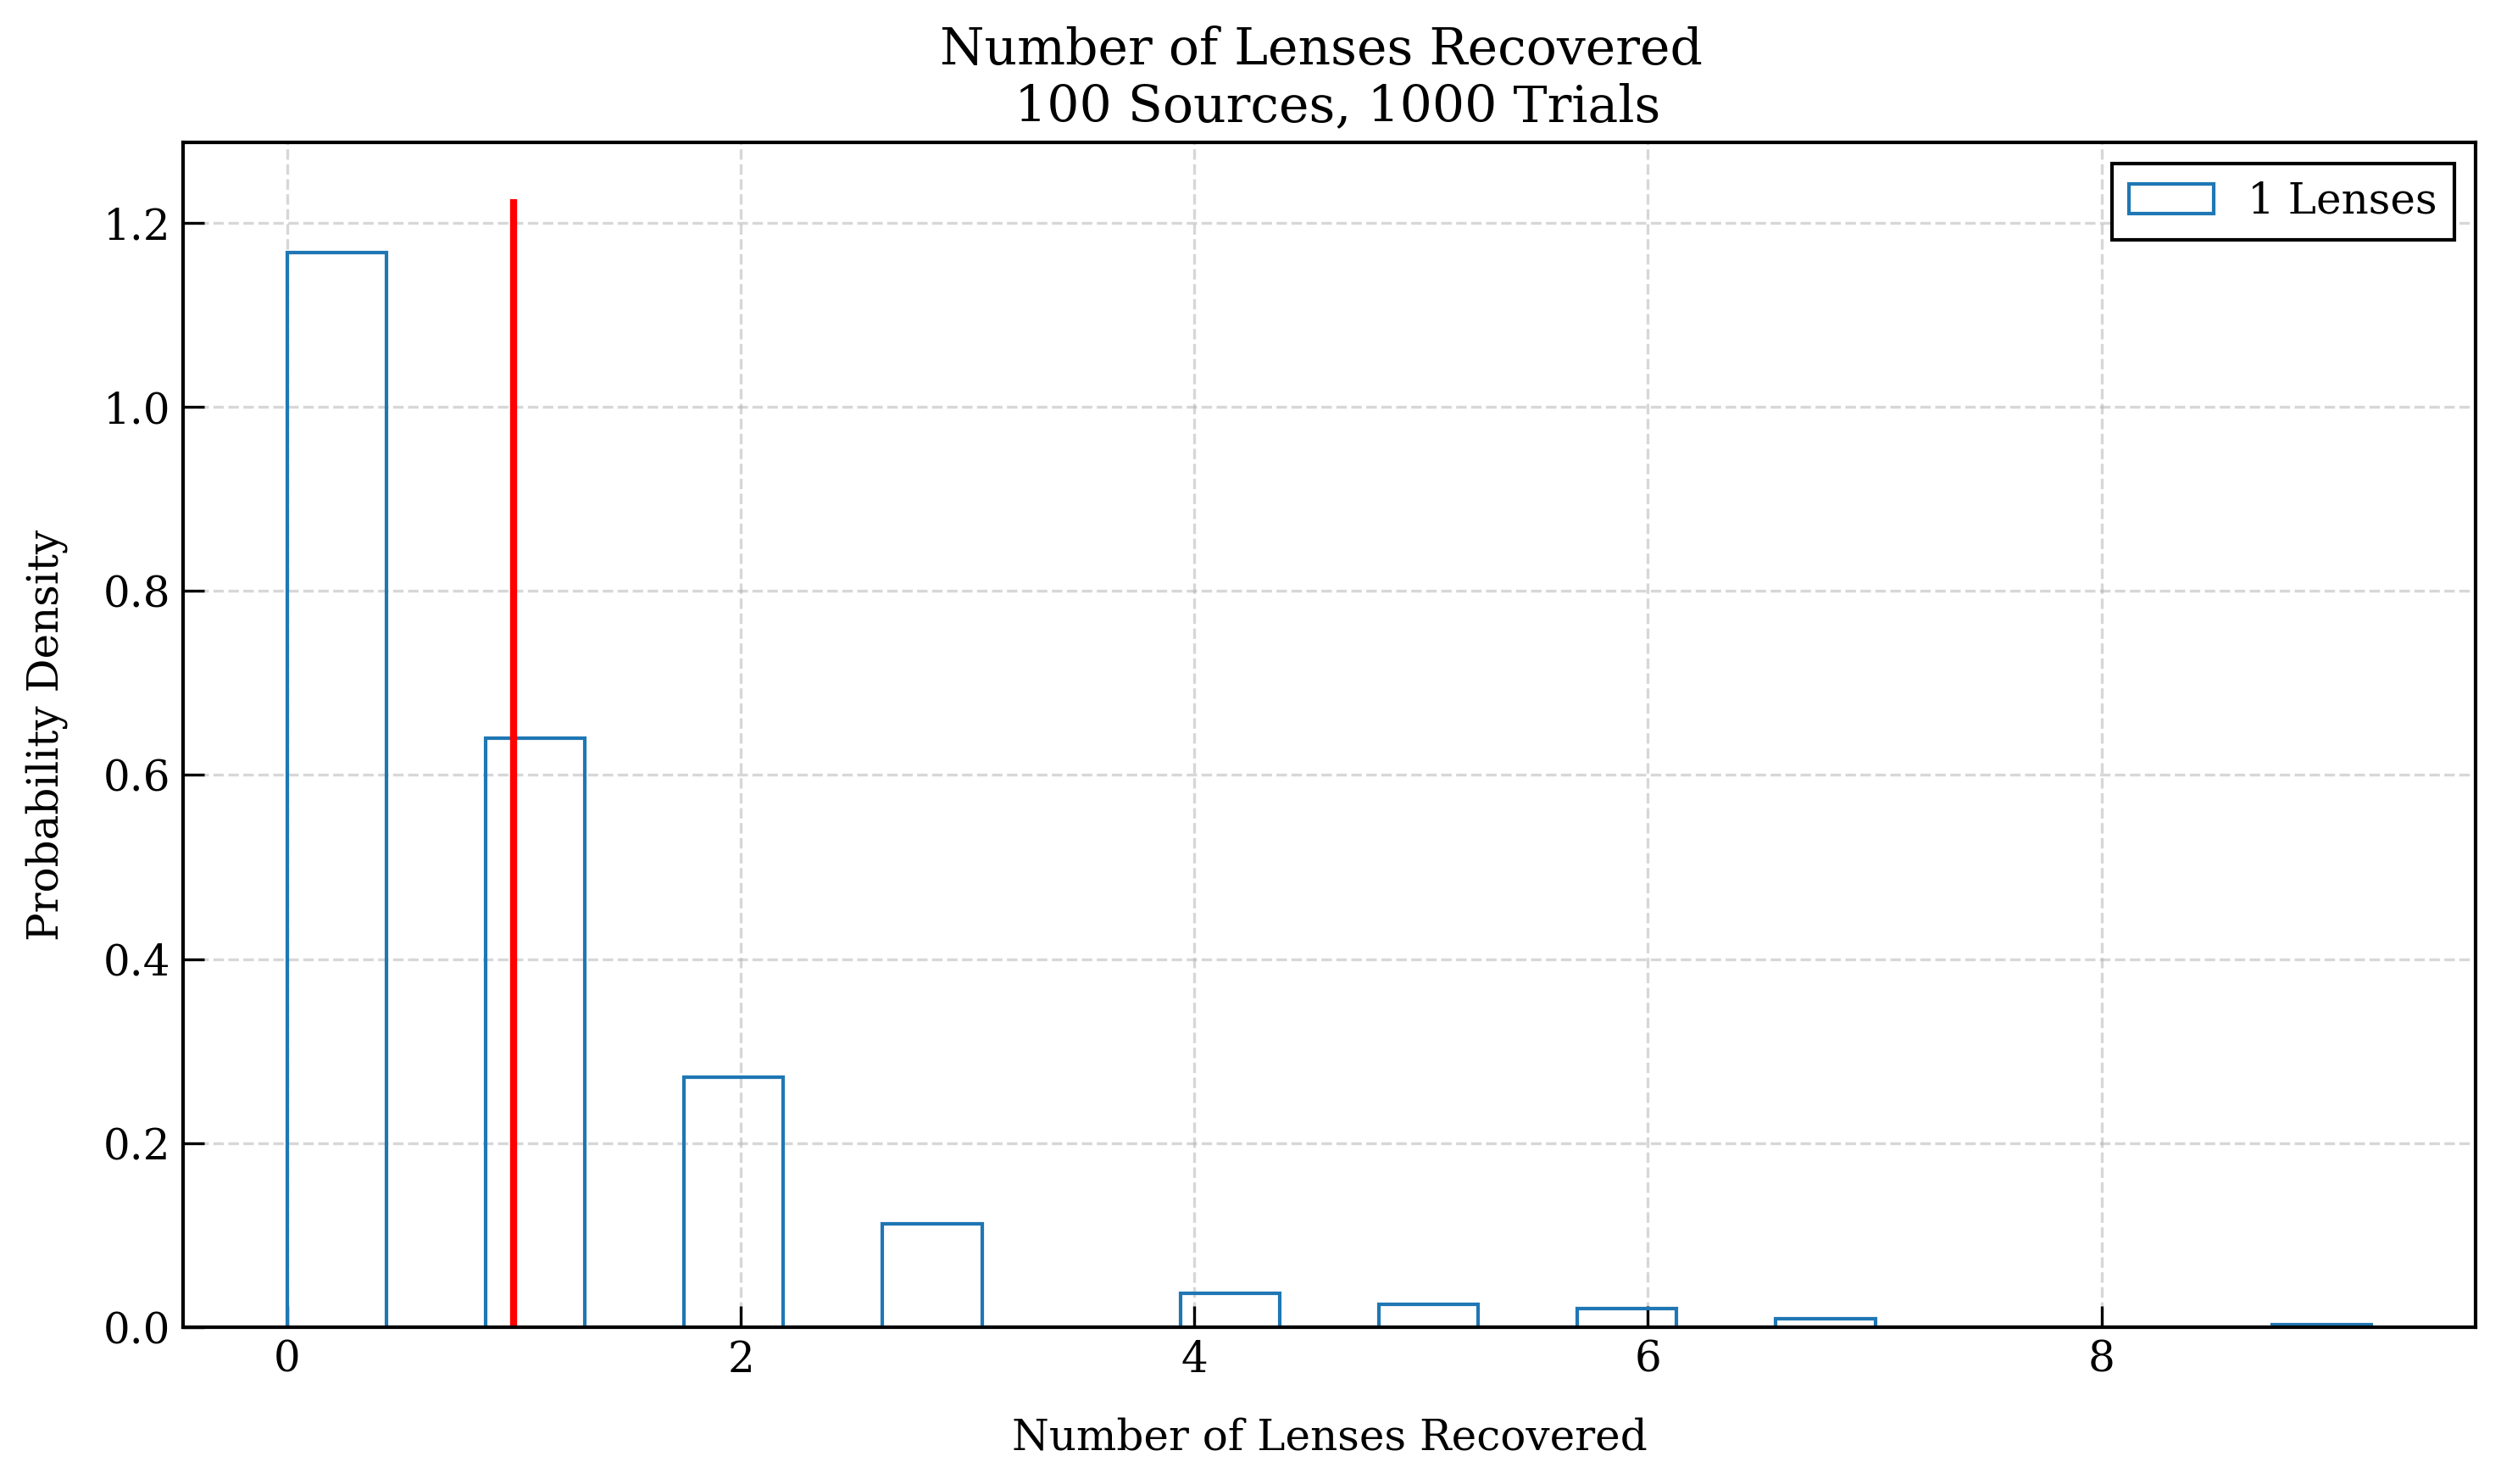 Number of Lenses Recovered
100 Sources, 1000 Trials
1 Lenses
Probability Density
1.2
1.0
0.8
0.6
0.4
0.2
0.0
0 2 4 6 8
Number of Lenses Recovered